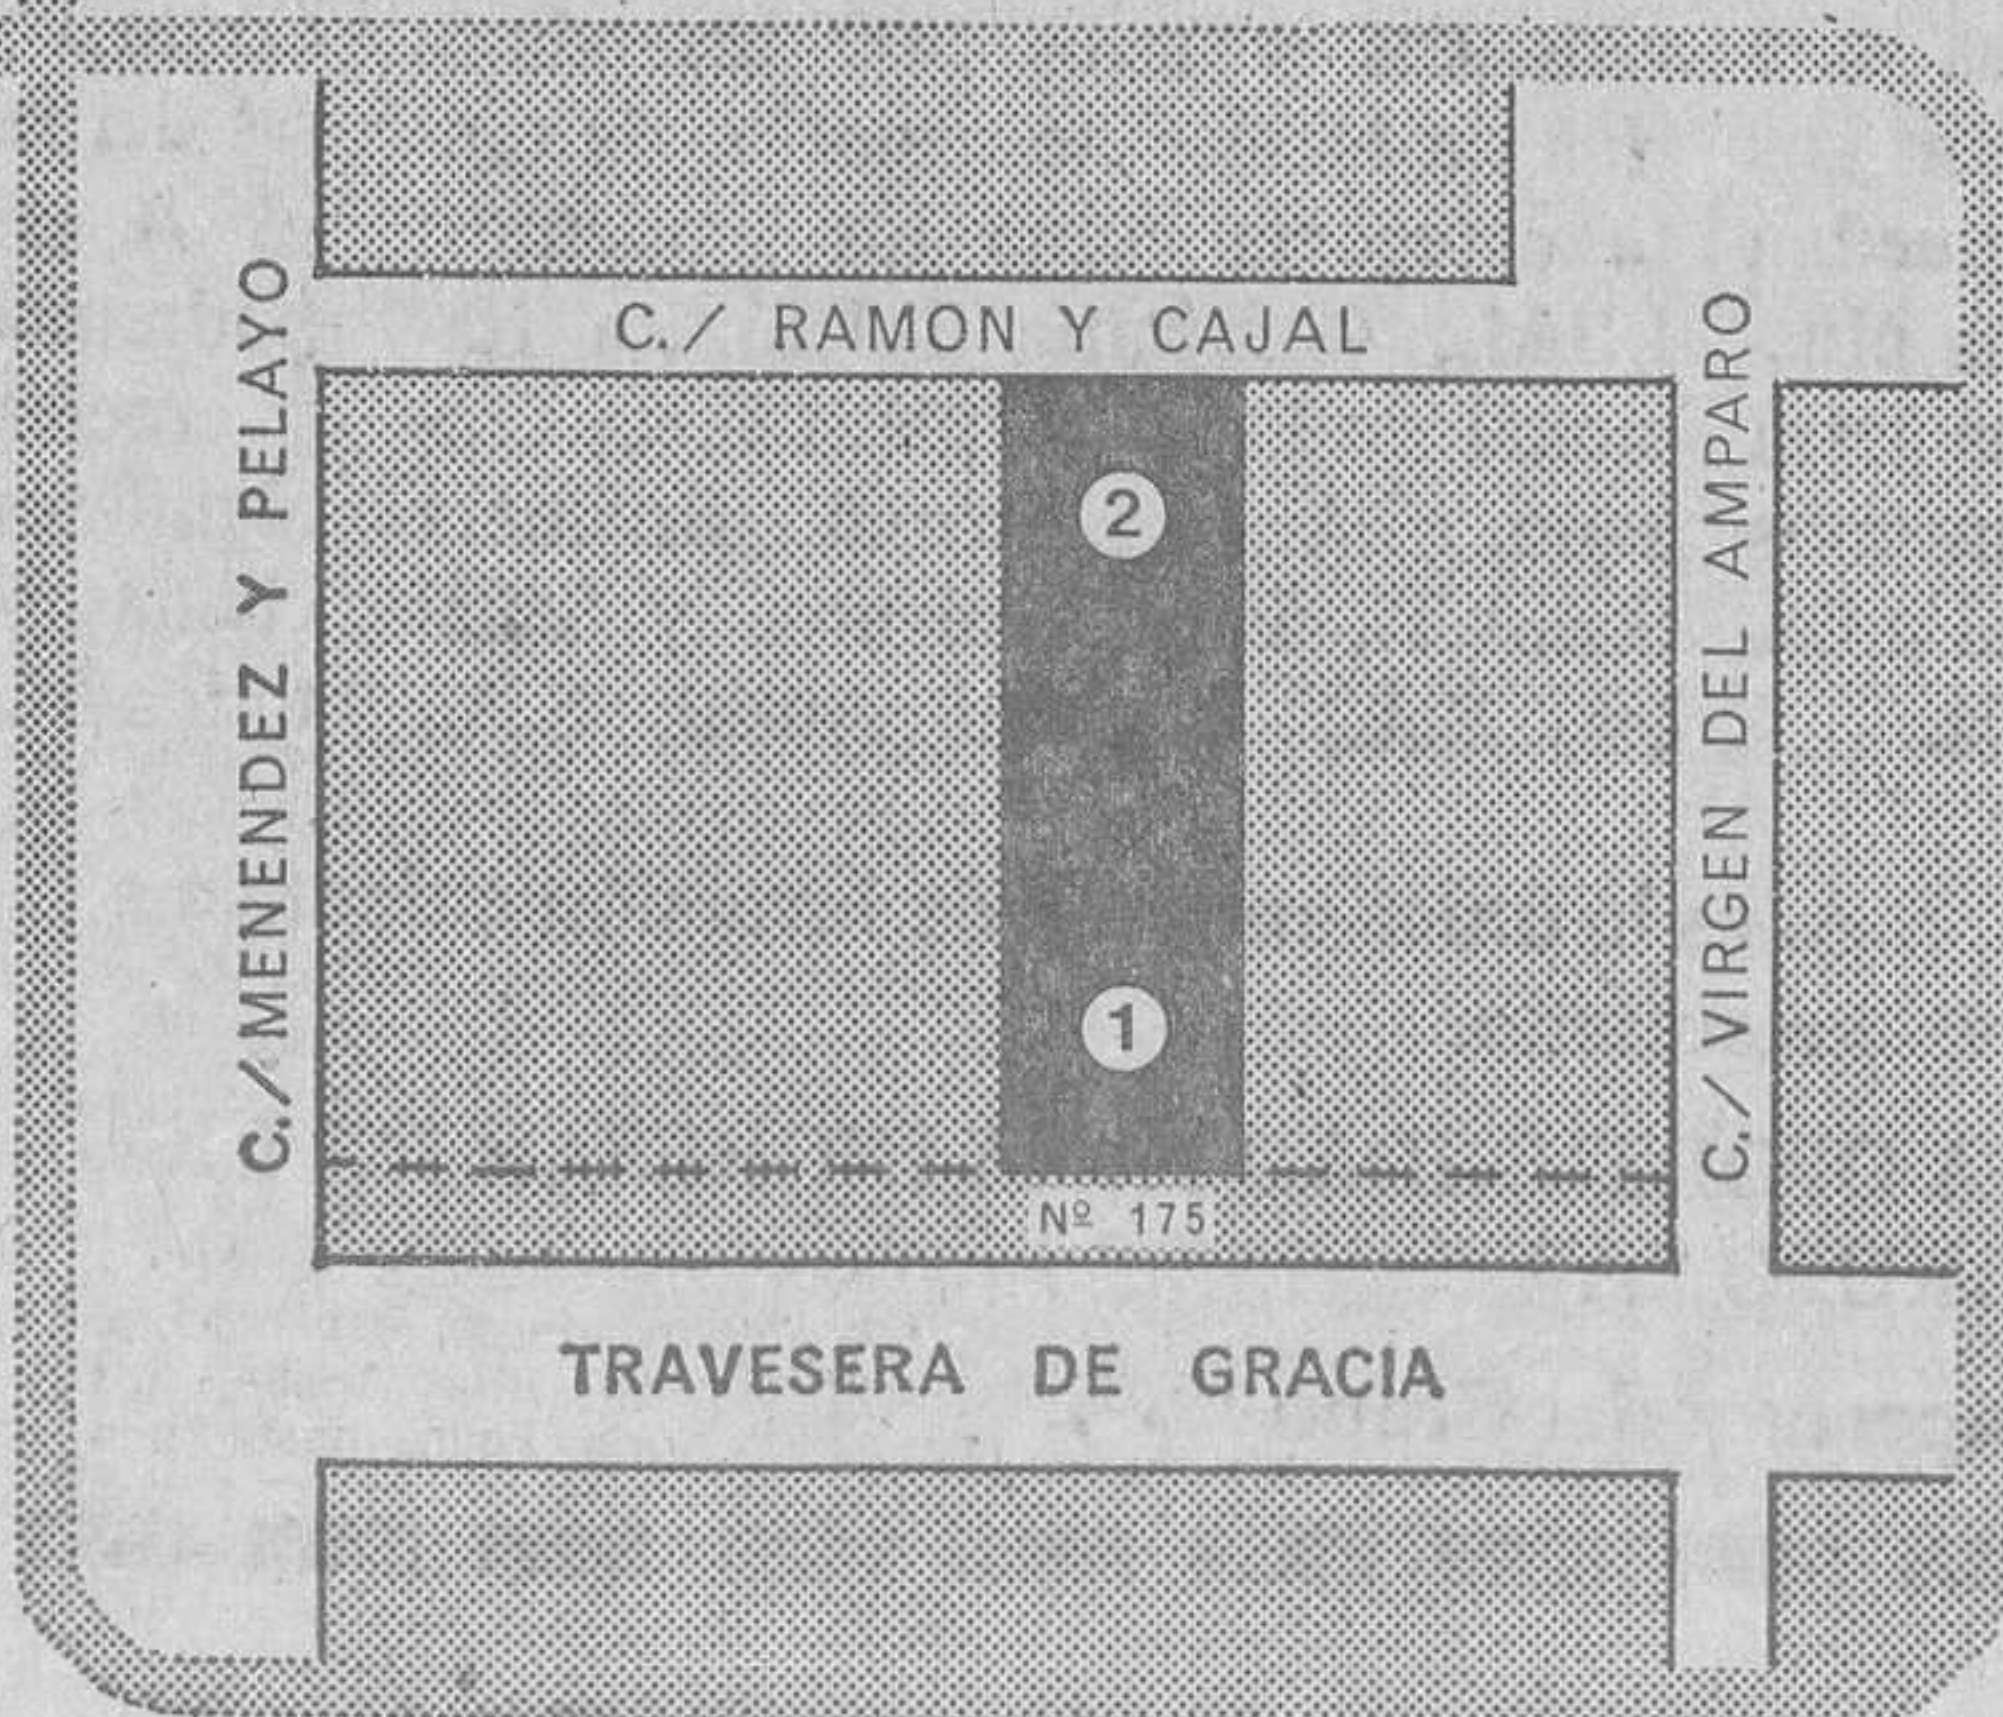 C./ RAMON Y CAJAL
C./MENENDEZ Y PELAYO
C./ VIRGEN DEL AMPARO
2
1
Nº 175
TRAVESERA DE GRACIA